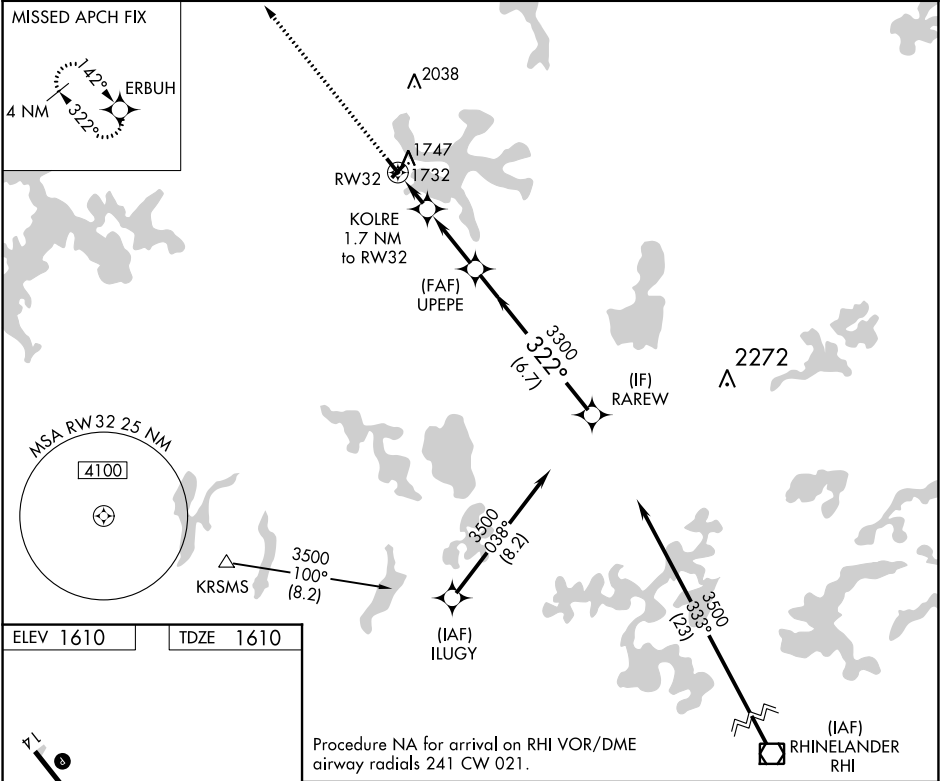 MISSED APCH FIX
142°
ERBUH
4 NM
322°
2038
1747
RW32
1732
KOLRE
1.7 NM
to RW32
(FAF)
UPEPE
3300
322°
(6.7)
(IF)
RAREW
2272
MSA RW32 25 NM
4100
3500
038°
(8.2)
KRSMS
3500
100°
(8.2)
(IAF)
ILUGY
3500
333°
(23)
(IAF)
RHINELANDER
RHI
ELEV 1610
TDZE 1610
14
P
Procedure NA for arrival on RHI VOR/DME
airway radials 241 CW 021.